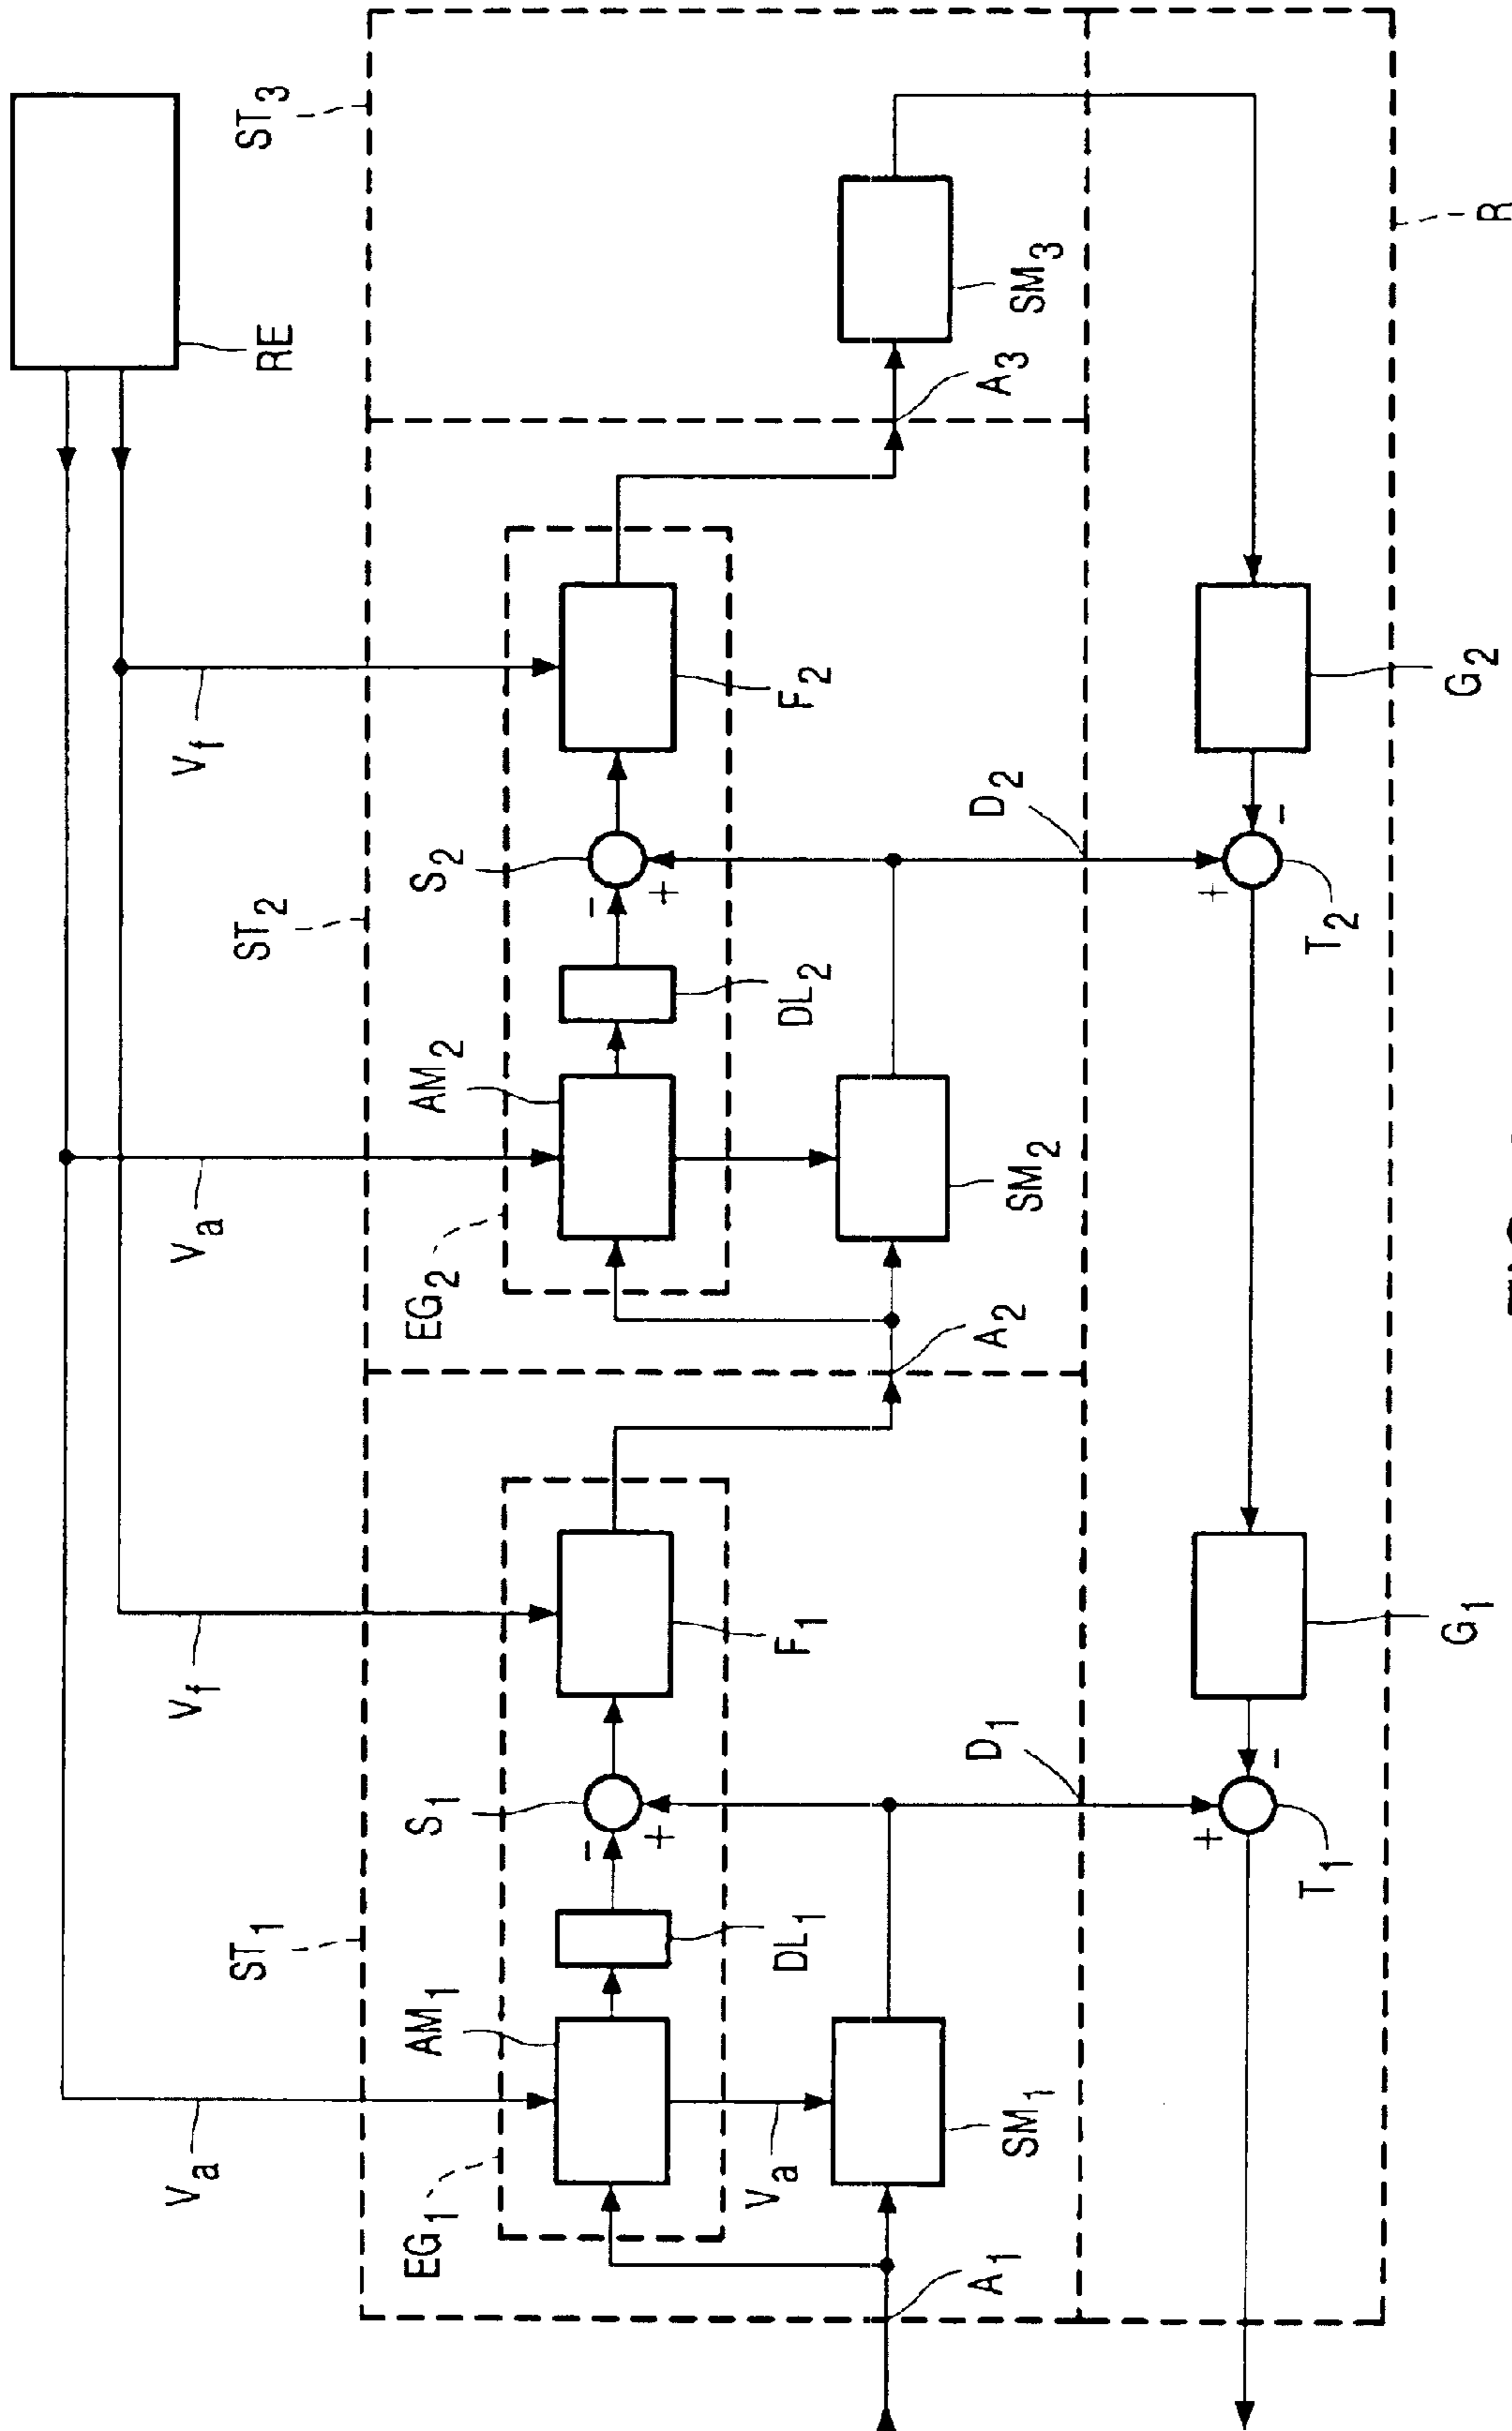 RE
ST3
ST2
ST1
Va
Vf
Va
Vf
EG1
AM1
S1
EG2
AM2
S2
DL1
F1
DL2
F2
Va
SM1
SM2
SM3
A1
D1
A2
D2
A3
T1
G1
T2
G2